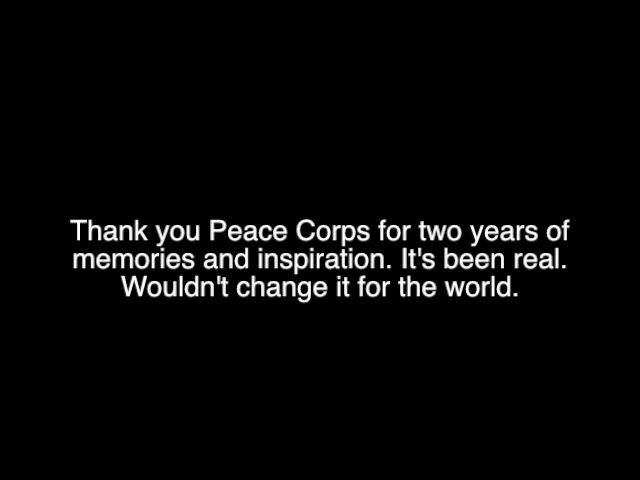 Thank you Peace Corps for two years of
memories and inspiration. It's been real.
Wouldn't change it for the world.